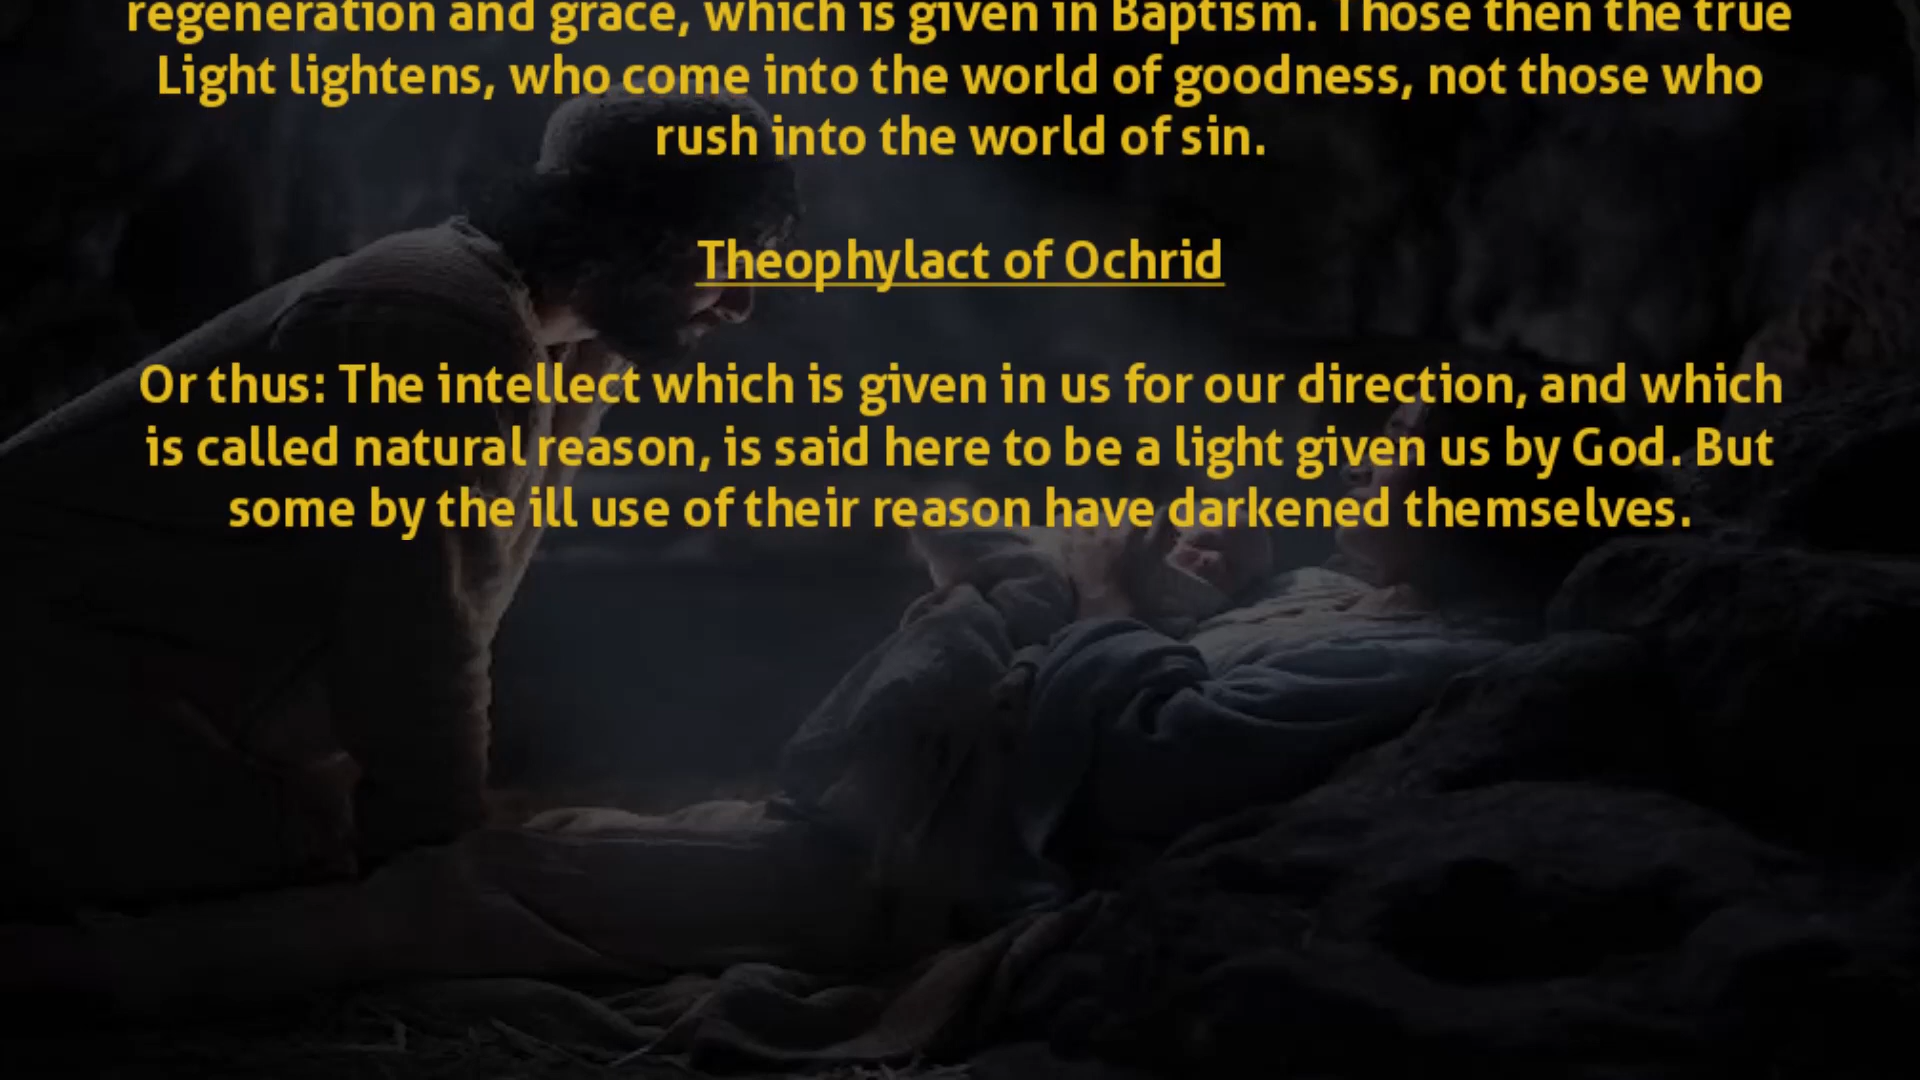 regeneration and grace, which is given in Baptism. Those then the true
Light lightens, who come into the world of goodness, not those who
rush into the world of sin.
Theophylact of Ochrid
Or thus: The intellect which is given in us for our direction, and which
is called natural reason, is said here to be a light given us by God. But
some by the ill use of their reason have darkened themselves.